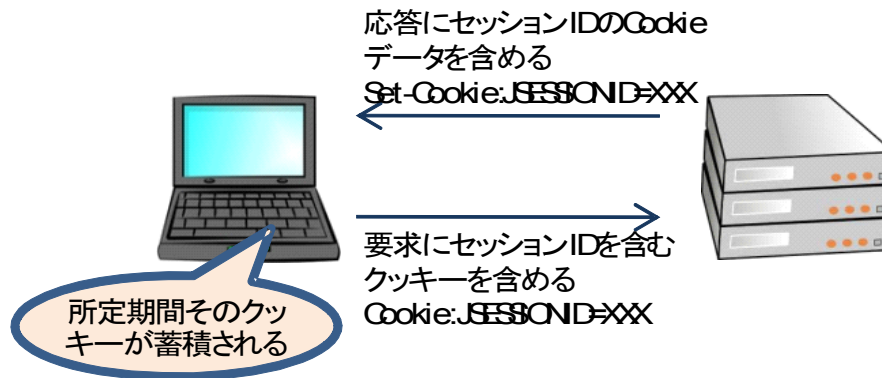 応答にセッションIDのCookie
データを含める
Set-Cookie:JSESSIONID=XXX
要求にセッションIDを含む
クッキーを含める
Cookie:JSESSIONID=XXX
所定期間そのクッ
キーが蓄積される